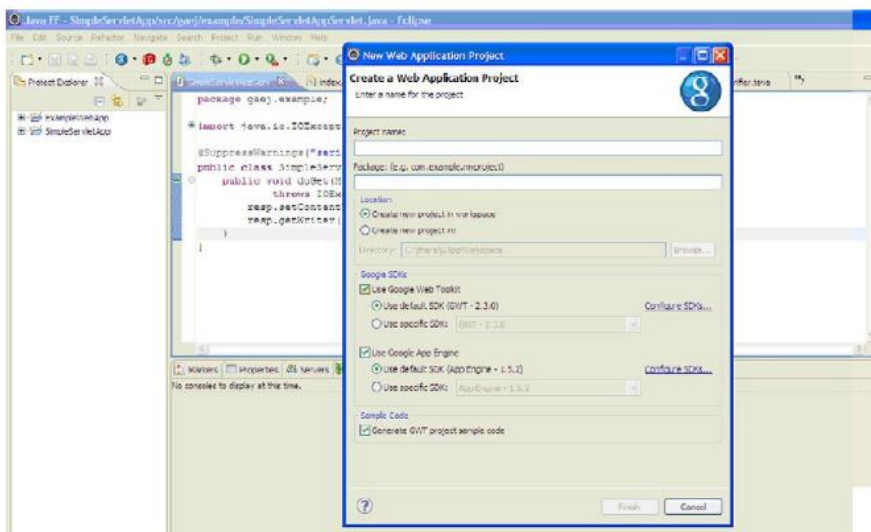 Java EE - SimpleServletApp/src/gaej/example/SimpleServletAppServlet.java - Eclipse
File Edit Source Refactor Navigate Search Project Run Window Help
Project Explorer
index.
ifier.java
ExampleWebApp
SimpleServletApp
package gaej.example;
import java.io.IOExcept
@SuppressWarnings("seri
public class SimpleServ
public void doGet(H
throws IOEx
resp.setContent
resp.getWriter(
}
}
Markers Properties Servers
No consoles to display at this time.
New Web Application Project
Create a Web Application Project
Enter a name for the project
Project name:
Package: (e.g. com.example.myproject)
Location
Create new project in workspace
Create new project in:
Directory: Browse...
Google SDKs
Use Google Web Toolkit
Use default SDK (GWT - 2.3.0) Configure SDKs...
Use specific SDK: GWT - 2.3.0
Use Google App Engine
Use default SDK (App Engine - 1.5.2) Configure SDKs...
Use specific SDK: App Engine - 1.5.2
Sample Code
Generate GWT project sample code
Finish Cancel